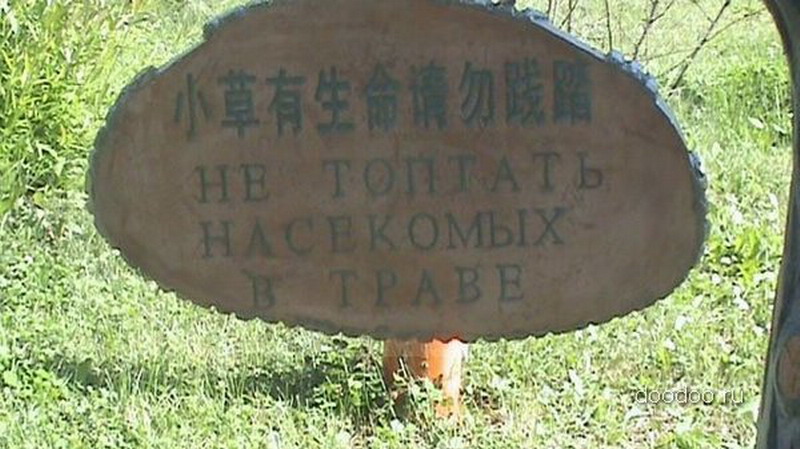 小草有生命请勿践踏
НЕ ТОПТАТЬ
НАСЕКОМЫХ -
В ТРАВЕ
doodoo.ru